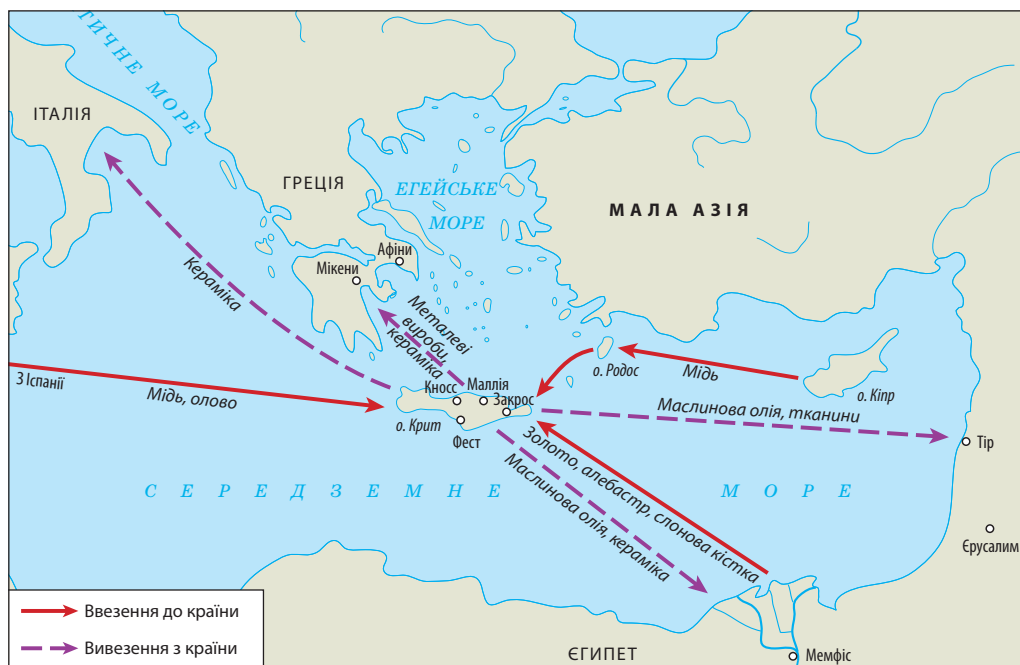 ТИЧНЕ МОРЕ
ІТАЛІЯ
ГРЕЦІЯ
ЕГЕЙСЬКЕ
МОРЕ
МАЛА АЗІЯ
Афіни
Мікени
Кераміка
Металеві
вироби,
кераміка
З Іспанії
Мідь, олово
о. Родос
Мідь
о. Кіпр
Кносс
Маллія
Закрос
о. Крит
Фест
Маслинова олія, тканини
Тір
Золото, алебастр, слонова кістка
Маслинова олія, кераміка
СЕРЕДЗЕМНЕ МОРЕ
Єрусалим
Ввезення до країни
Вивезення з країни
ЄГИПЕТ
Мемфіс